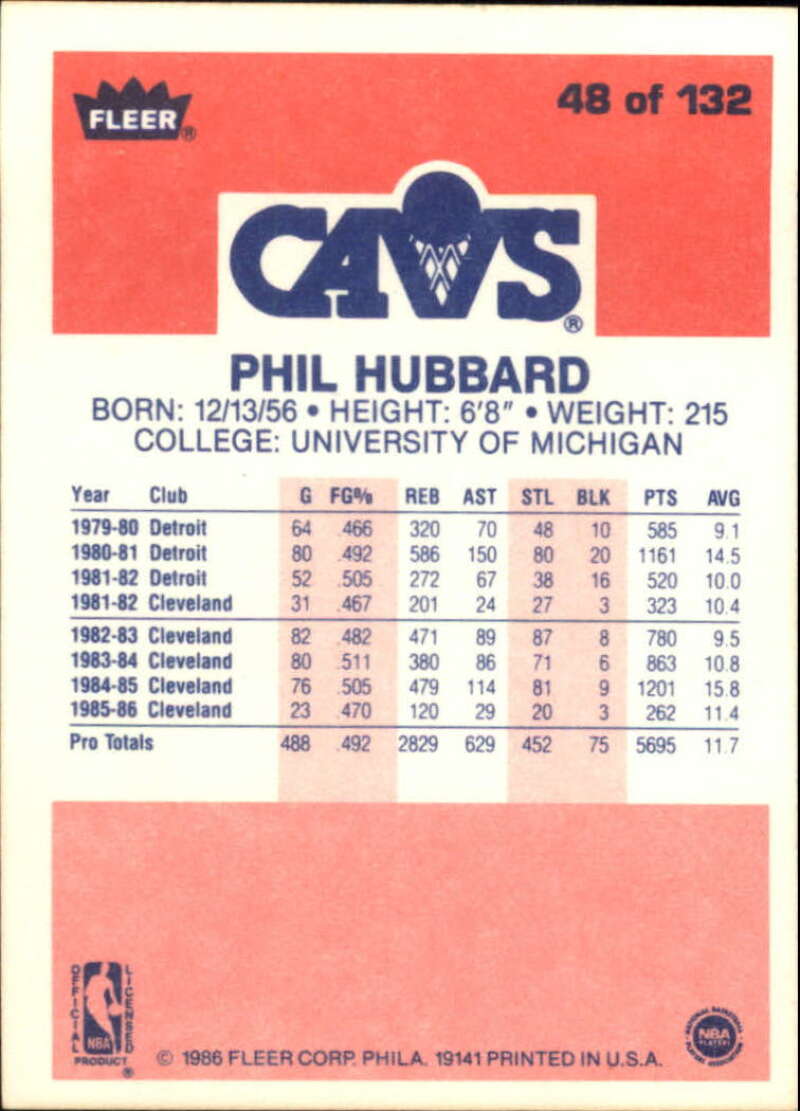 FLEER®
48 of 132
CAVS®
PHIL HUBBARD
BORN: 12/13/56 • HEIGHT: 6'8" • WEIGHT: 215
COLLEGE: UNIVERSITY OF MICHIGAN
Year Club G FG% REB AST STL BLK PTS AVG
1979-80 Detroit 64 .466 320 70 48 10 585 9.1
1980-81 Detroit 80 .492 586 150 80 20 1161 14.5
1981-82 Detroit 52 .505 272 67 38 16 520 10.0
1981-82 Cleveland 31 .467 201 24 27 3 323 10.4
1982-83 Cleveland 82 .482 471 89 87 8 780 9.5
1983-84 Cleveland 80 .511 380 86 71 6 863 10.8
1984-85 Cleveland 76 .505 479 114 81 9 1201 15.8
1985-86 Cleveland 23 .470 120 29 20 3 262 11.4
Pro Totals 488 .492 2829 629 452 75 5695 11.7
OFFICIAL
LICENSED
NBA
PRODUCT
®
© 1986 FLEER CORP. PHILA. 19141 PRINTED IN U.S.A.
NATIONAL BASKETBALL
NBA
PLAYERS
PLAYERS ASSOCIATION